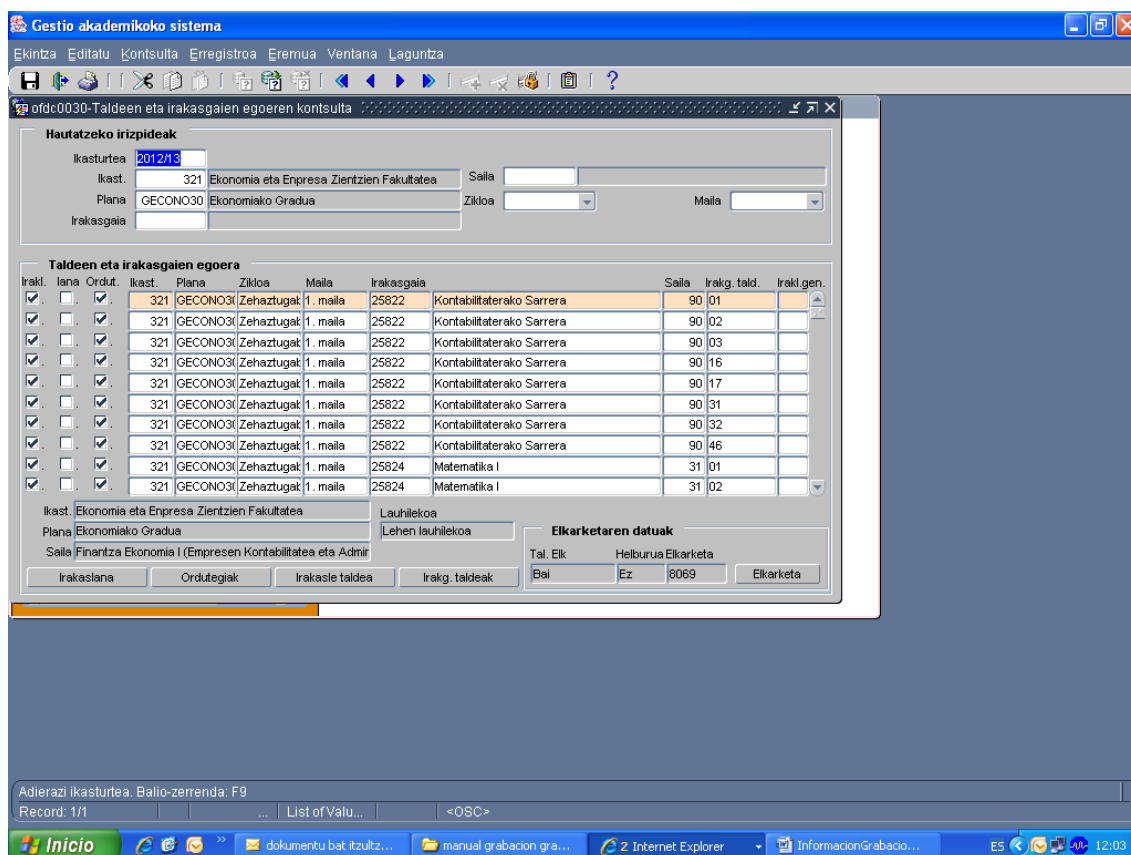 Gestio akademikoko sistema
Ekintza Editatu Kontsulta Erregistroa Eremua Ventana Laguntza
ofdc0030-Taldeen eta irakasgaien egoeren kontsulta
Hautatzeko irizpideak
Ikasturtea 2012/13
Ikast. 321 Ekonomia eta Enpresa Zientzien Fakultatea Saila
Plana GECONO30 Ekonomiako Gradua Zikloa Maila
Irakasgaia
Taldeen eta irakasgaien egoera
Irakl. lana Ordut. Ikast. Plana Zikloa Maila Irakasgaia Saila Irakg. tald. Irakl.gen.
321 GECONO3( Zehaztugak 1. maila 25822 Kontabilitaterako Sarrera 90 01
321 GECONO3( Zehaztugak 1. maila 25822 Kontabilitaterako Sarrera 90 02
321 GECONO3( Zehaztugak 1. maila 25822 Kontabilitaterako Sarrera 90 03
321 GECONO3( Zehaztugak 1. maila 25822 Kontabilitaterako Sarrera 90 16
321 GECONO3( Zehaztugak 1. maila 25822 Kontabilitaterako Sarrera 90 17
321 GECONO3( Zehaztugak 1. maila 25822 Kontabilitaterako Sarrera 90 31
321 GECONO3( Zehaztugak 1. maila 25822 Kontabilitaterako Sarrera 90 32
321 GECONO3( Zehaztugak 1. maila 25822 Kontabilitaterako Sarrera 90 46
321 GECONO3( Zehaztugak 1. maila 25824 Matematika I 31 01
321 GECONO3( Zehaztugak 1. maila 25824 Matematika I 31 02
Ikast. Ekonomia eta Enpresa Zientzien Fakultatea Lauhilekoa
Plana Ekonomiako Gradua Lehen lauhilekoa Elkarketaren datuak
Saila Finantza Ekonomia I (Empresen Kontabilitatea eta Admir Tal. Elk Helburua Elkarketa
Irakaslana Ordutegiak Irakasle taldea Irakg. taldeak Bai Ez 8069 Elkarketa
Adierazi ikasturtea. Balio-zerrenda: F9
Record: 1/1 ... List of Valu... <OSC>
Inicio dokumentu bat itzultz... manual grabacion gra... 2 Internet Explorer InformacionGrabacio... ES 12:03